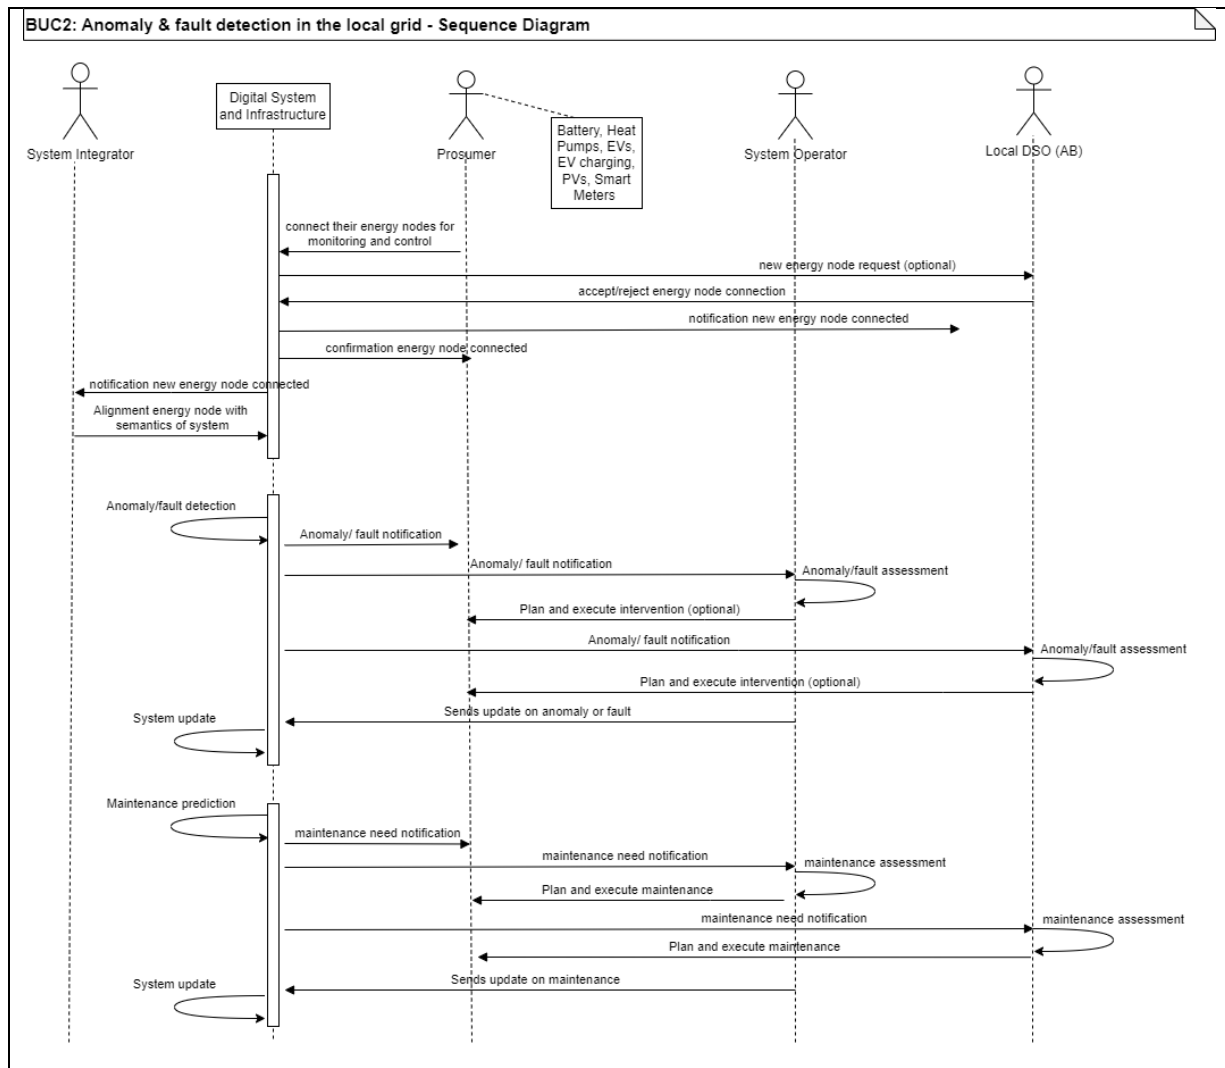 BUC2: Anomaly & fault detection in the local grid - Sequence Diagram
System Integrator
Digital System
and Infrastructure
Prosumer
Battery, Heat
Pumps, EVs,
EV charging,
PVs, Smart
Meters
System Operator
Local DSO (AB)
connect their energy nodes for
monitoring and control
new energy node request (optional)
accept/reject energy node connection
notification new energy node connected
confirmation energy node connected
notification new energy node connected
Alignment energy node with
semantics of system
Anomaly/fault detection
Anomaly/ fault notification
Anomaly/ fault notification
Anomaly/fault assessment
Plan and execute intervention (optional)
Anomaly/ fault notification
Anomaly/fault assessment
Plan and execute intervention (optional)
Sends update on anomaly or fault
System update
Maintenance prediction
maintenance need notification
maintenance need notification
maintenance assessment
Plan and execute maintenance
maintenance need notification
maintenance assessment
Plan and execute maintenance
Sends update on maintenance
System update